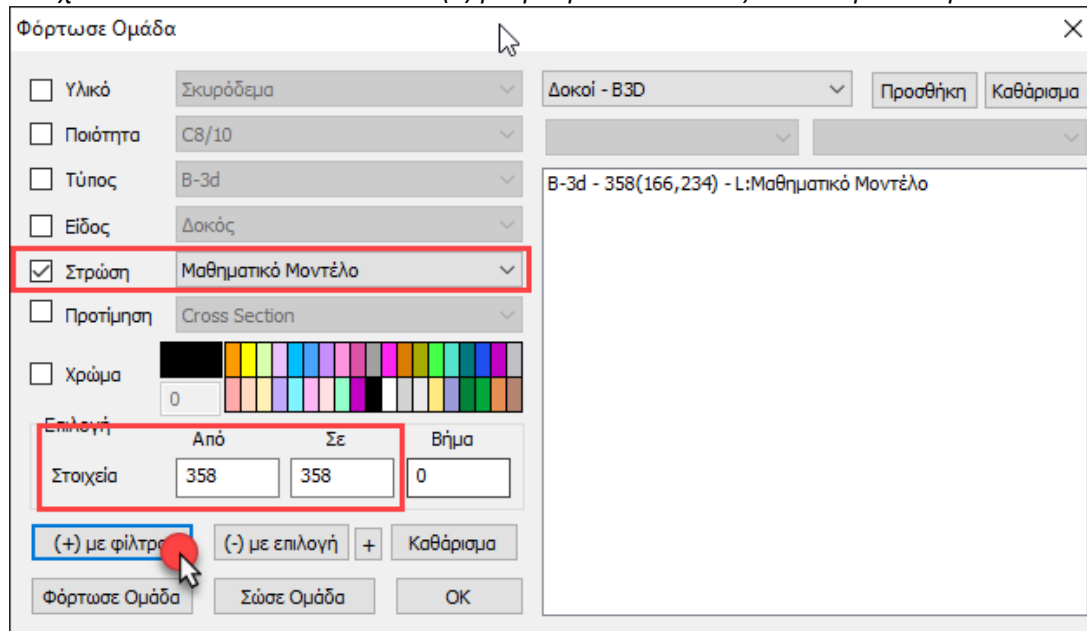 Φόρτωσε Ομάδα
Υλικό Σκυρόδεμα
Ποιότητα C8/10
Τύπος B-3d
Είδος Δοκός
Στρώση Μαθηματικό Μοντέλο
Προτίμηση Cross Section
Χρώμα
0
Επιλογή
Από Σε Βήμα
Στοιχεία 358 358 0
(+) με φίλτρο (-) με επιλογή + Καθάρισμα
Φόρτωσε Ομάδα Σώσε Ομάδα OK
Δοκοί - B3D Προσθήκη Καθάρισμα
B-3d - 358(166,234) - L:Μαθηματικό Μοντέλο